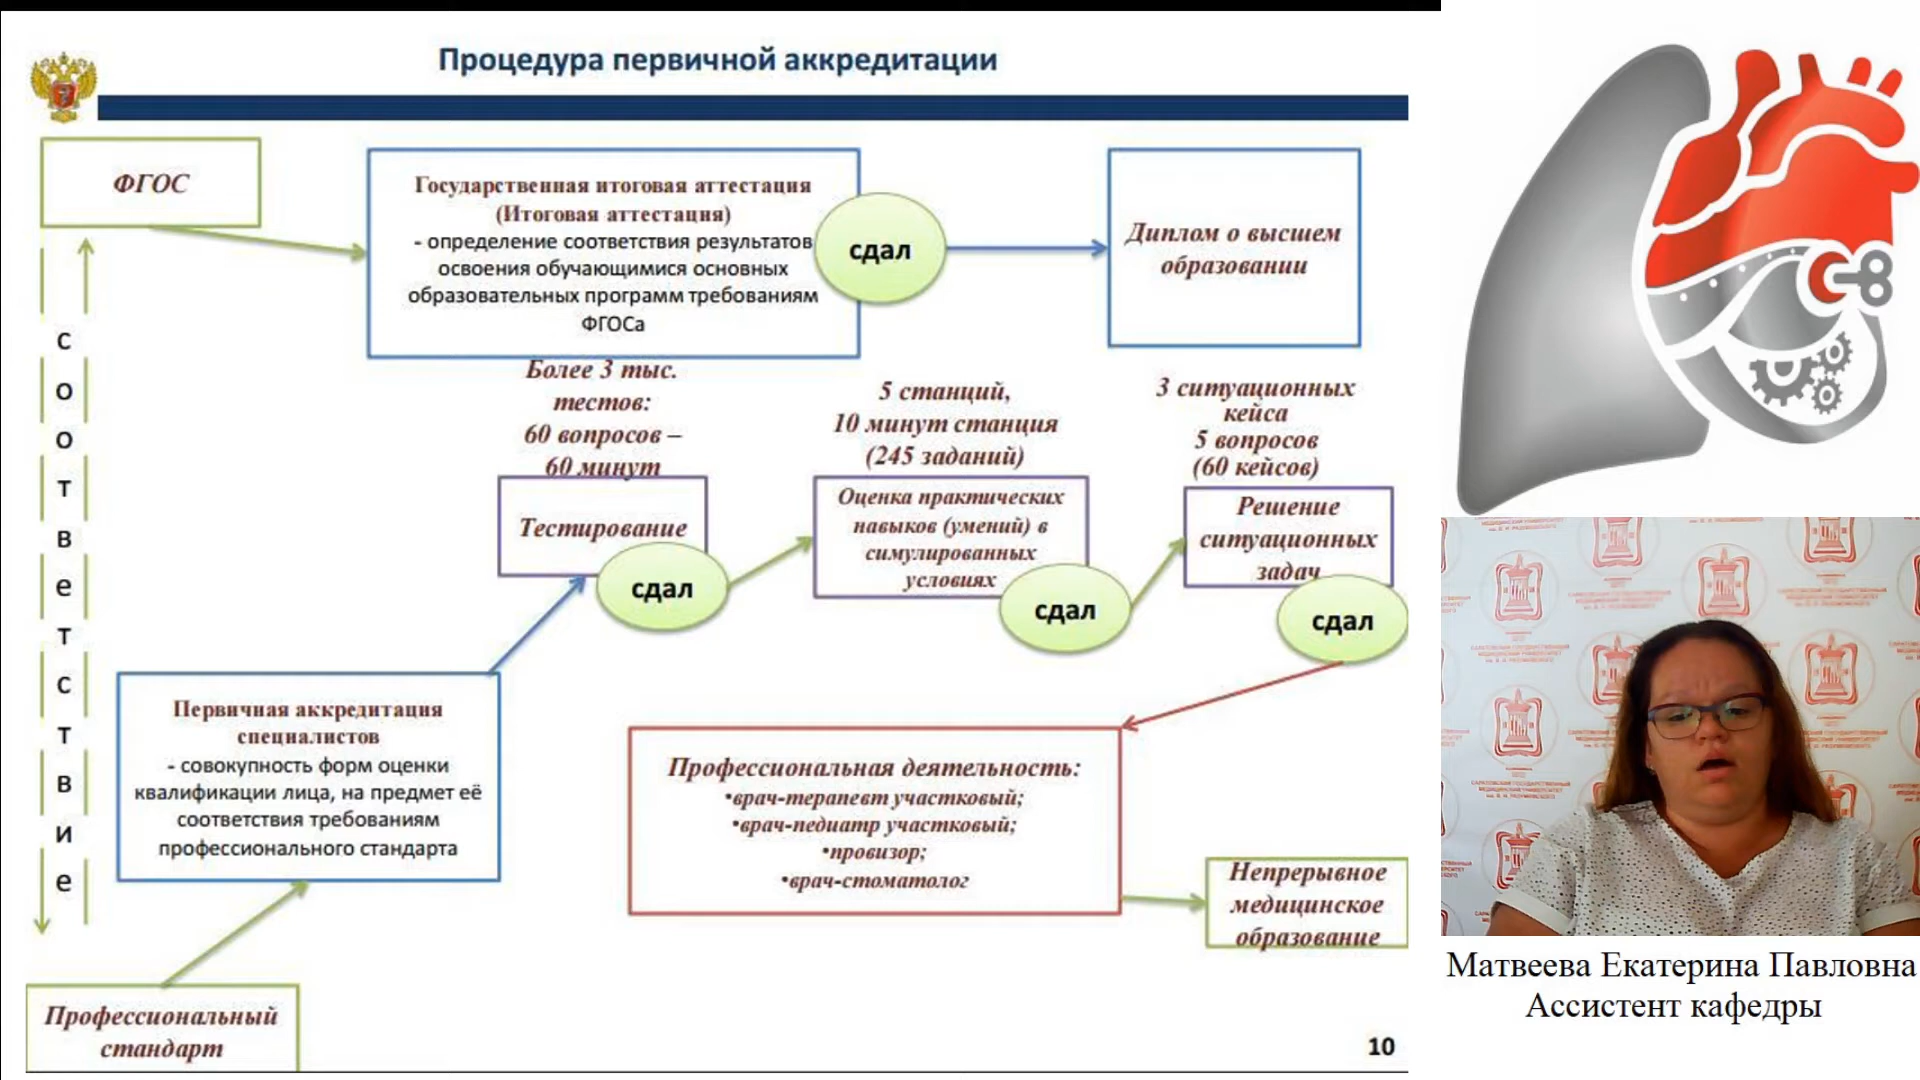 Процедура первичной аккредитации
ФГОС
Государственная итоговая аттестация
(Итоговая аттестация)
- определение соответствия результатов
освоения обучающимися основных
образовательных программ требованиям
ФГОСа
сдал
Диплом о высшем
образовании
соответствие
Более 3 тыс.
тестов:
60 вопросов –
60 минут
Тестирование
сдал
5 станций,
10 минут станция
(245 заданий)
Оценка практических
навыков (умений) в
симулированных
условиях
сдал
3 ситуационных
кейса
5 вопросов
(60 кейсов)
Решение
ситуационных
задач
сдал
Первичная аккредитация
специалистов
- совокупность форм оценки
квалификации лица, на предмет её
соответствия требованиям
профессионального стандарта
Профессиональная деятельность:
•врач-терапевт участковый;
•врач-педиатр участковый;
•провизор;
•врач-стоматолог
Непрерывное
медицинское
образование
Профессиональный
стандарт
10
Матвеева Екатерина Павловна
Ассистент кафедры